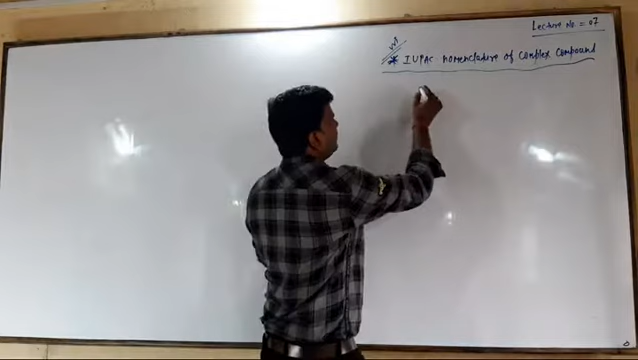 Lecture No. = 07
* IUPAC nomenclature of Complex Compound